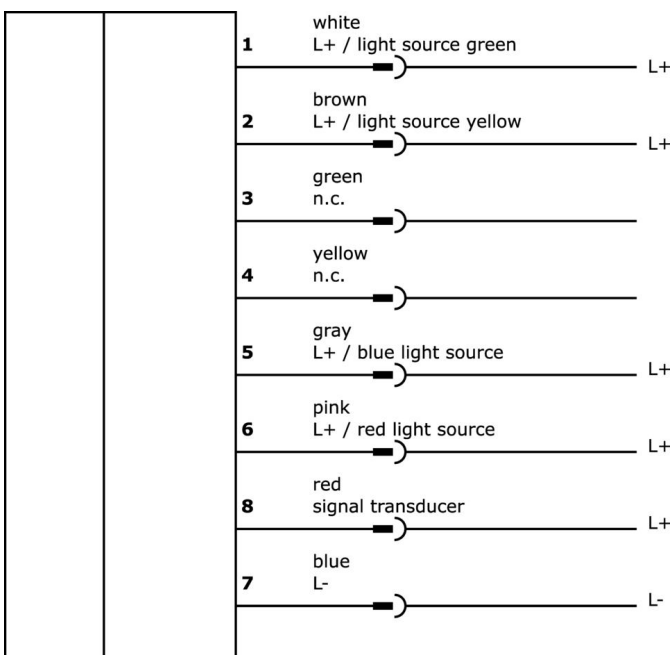 white
1 L+ / light source green
L+
brown
2 L+ / light source yellow
L+
green
3 n.c.
yellow
4 n.c.
gray
5 L+ / blue light source
L+
pink
6 L+ / red light source
L+
red
8 signal transducer
L+
blue
7 L-
L-